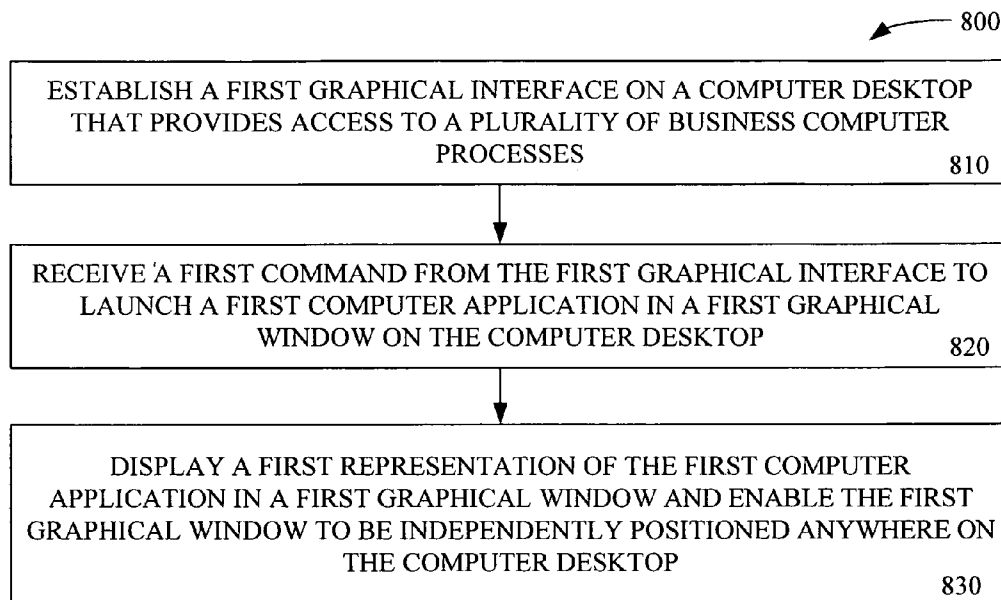 800
ESTABLISH A FIRST GRAPHICAL INTERFACE ON A COMPUTER DESKTOP
THAT PROVIDES ACCESS TO A PLURALITY OF BUSINESS COMPUTER
PROCESSES
810
RECEIVE A FIRST COMMAND FROM THE FIRST GRAPHICAL INTERFACE TO
LAUNCH A FIRST COMPUTER APPLICATION IN A FIRST GRAPHICAL
WINDOW ON THE COMPUTER DESKTOP
820
DISPLAY A FIRST REPRESENTATION OF THE FIRST COMPUTER
APPLICATION IN A FIRST GRAPHICAL WINDOW AND ENABLE THE FIRST
GRAPHICAL WINDOW TO BE INDEPENDENTLY POSITIONED ANYWHERE ON
THE COMPUTER DESKTOP
830